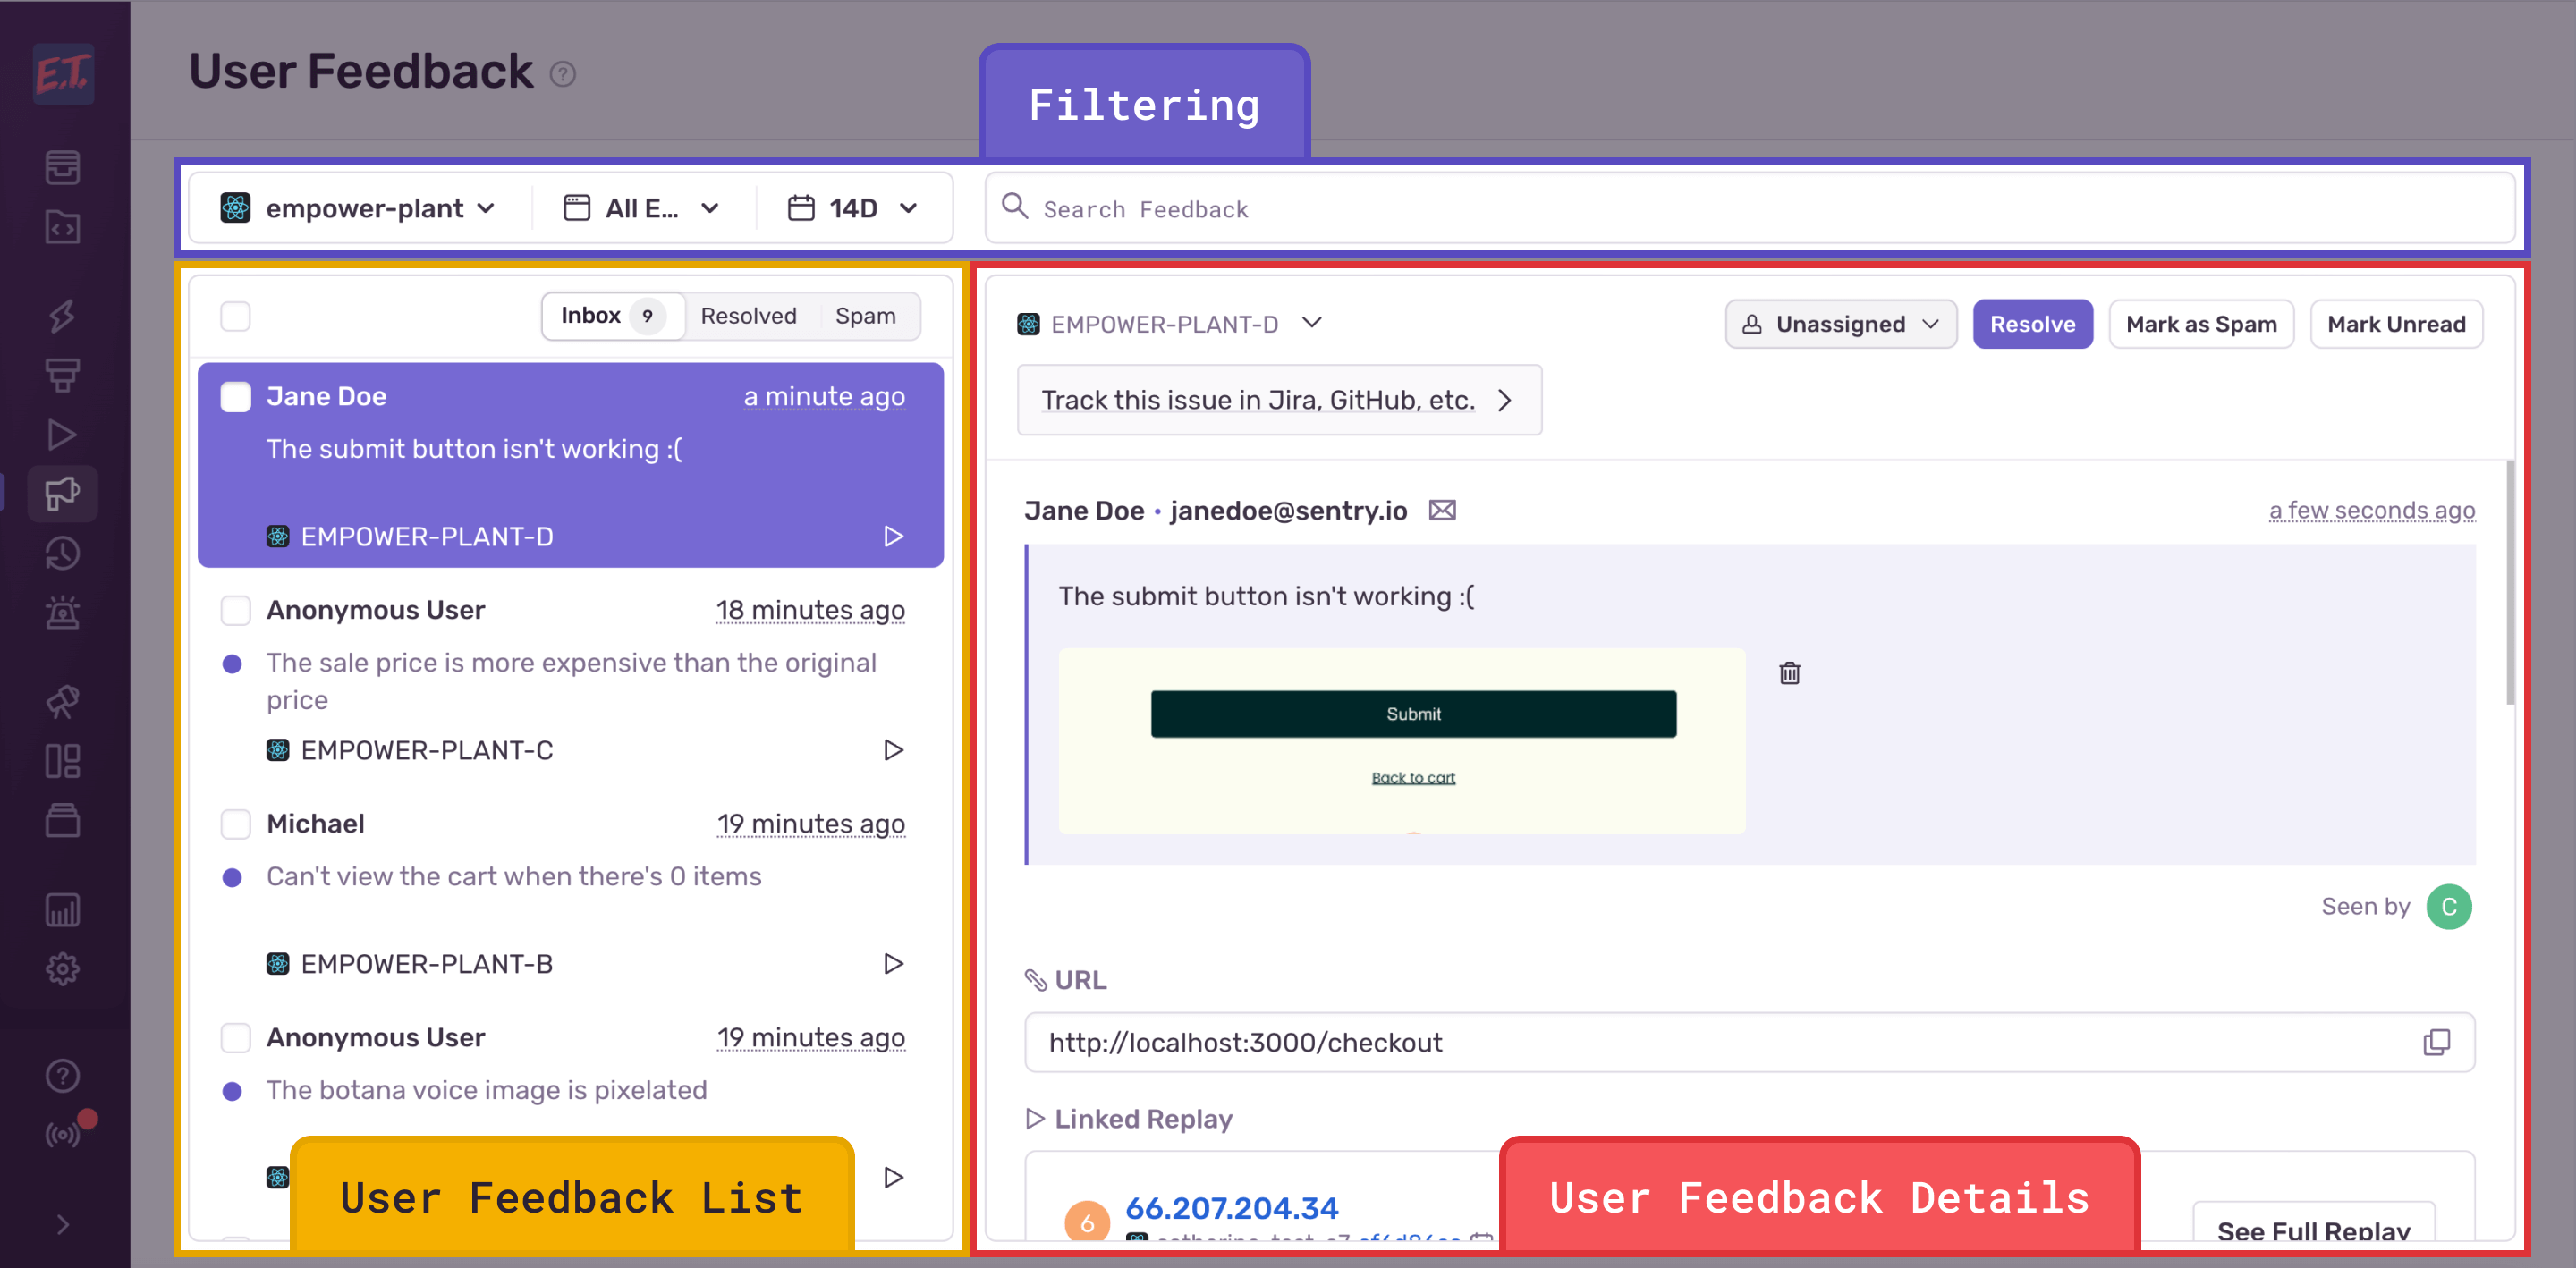 E.T.
User Feedback ?
Filtering
empower-plant
All E...
14D
Search Feedback
Inbox 9 Resolved Spam
Jane Doe a minute ago
The submit button isn't working :(
EMPOWER-PLANT-D
Anonymous User 18 minutes ago
The sale price is more expensive than the original
price
EMPOWER-PLANT-C
Michael 19 minutes ago
Can't view the cart when there's 0 items
EMPOWER-PLANT-B
Anonymous User 19 minutes ago
The botana voice image is pixelated
User Feedback List
EMPOWER-PLANT-D
Unassigned
Resolve
Mark as Spam
Mark Unread
Track this issue in Jira, GitHub, etc.
Jane Doe • janedoe@sentry.io a few seconds ago
The submit button isn't working :(
Submit
Back to cart
Seen by C
URL
http://localhost:3000/checkout
Linked Replay
6 66.207.204.34
See Full Replay
User Feedback Details